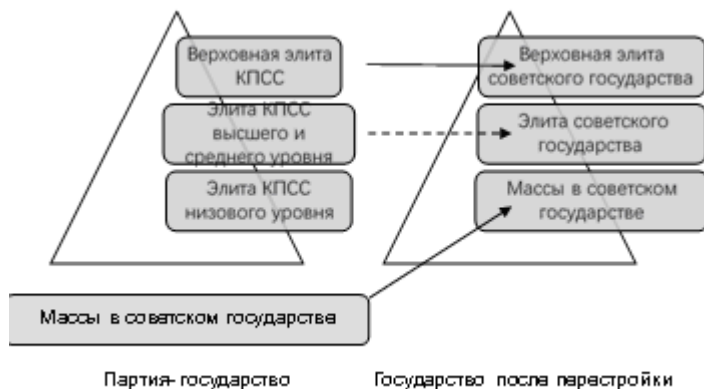 Верховная элита
КПСС
Элита КПСС
высшего и
среднего уровня
Элита КПСС
низового уровня
Верховная элита
советского государства
Элита советского
государства
Массы в советском
государстве
Массы в советском государстве
Партия-государство
Государство после перестройки